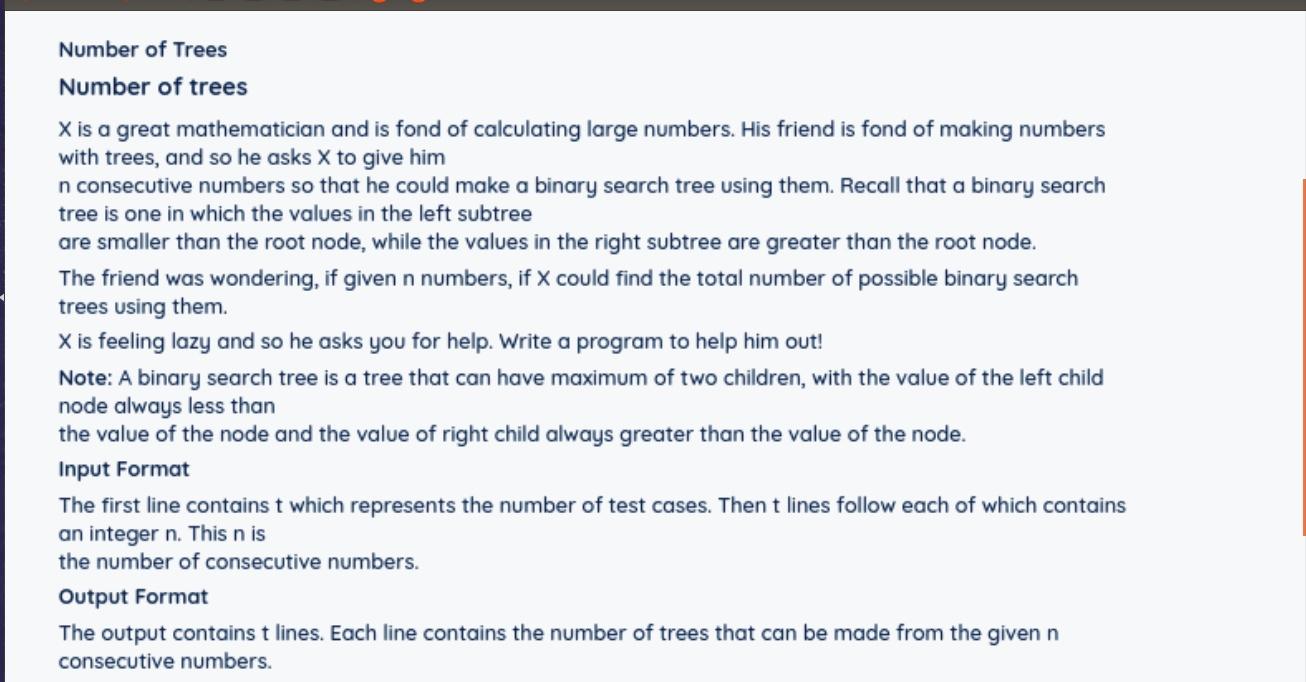 Number of Trees
Number of trees
X is a great mathematician and is fond of calculating large numbers. His friend is fond of making numbers
with trees, and so he asks X to give him
n consecutive numbers so that he could make a binary search tree using them. Recall that a binary search
tree is one in which the values in the left subtree
are smaller than the root node, while the values in the right subtree are greater than the root node.
The friend was wondering, if given n numbers, if X could find the total number of possible binary search
trees using them.
X is feeling lazy and so he asks you for help. Write a program to help him out!
Note: A binary search tree is a tree that can have maximum of two children, with the value of the left child
node always less than
the value of the node and the value of right child always greater than the value of the node.
Input Format
The first line contains t which represents the number of test cases. Then t lines follow each of which contains
an integer n. This n is
the number of consecutive numbers.
Output Format
The output contains t lines. Each line contains the number of trees that can be made from the given n
consecutive numbers.